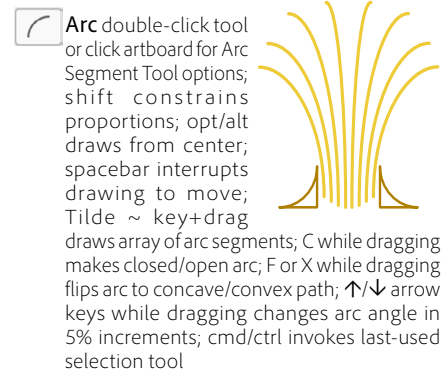 Arc double-click tool
or click artboard for Arc
Segment Tool options;
shift constrains
proportions; opt/alt
draws from center;
spacebar interrupts
drawing to move;
Tilde ~ key+drag
draws array of arc segments; C while dragging
makes closed/open arc; F or X while dragging
flips arc to concave/convex path; ↑/↓ arrow
keys while dragging changes arc angle in
5% increments; cmd/ctrl invokes last-used
selection tool